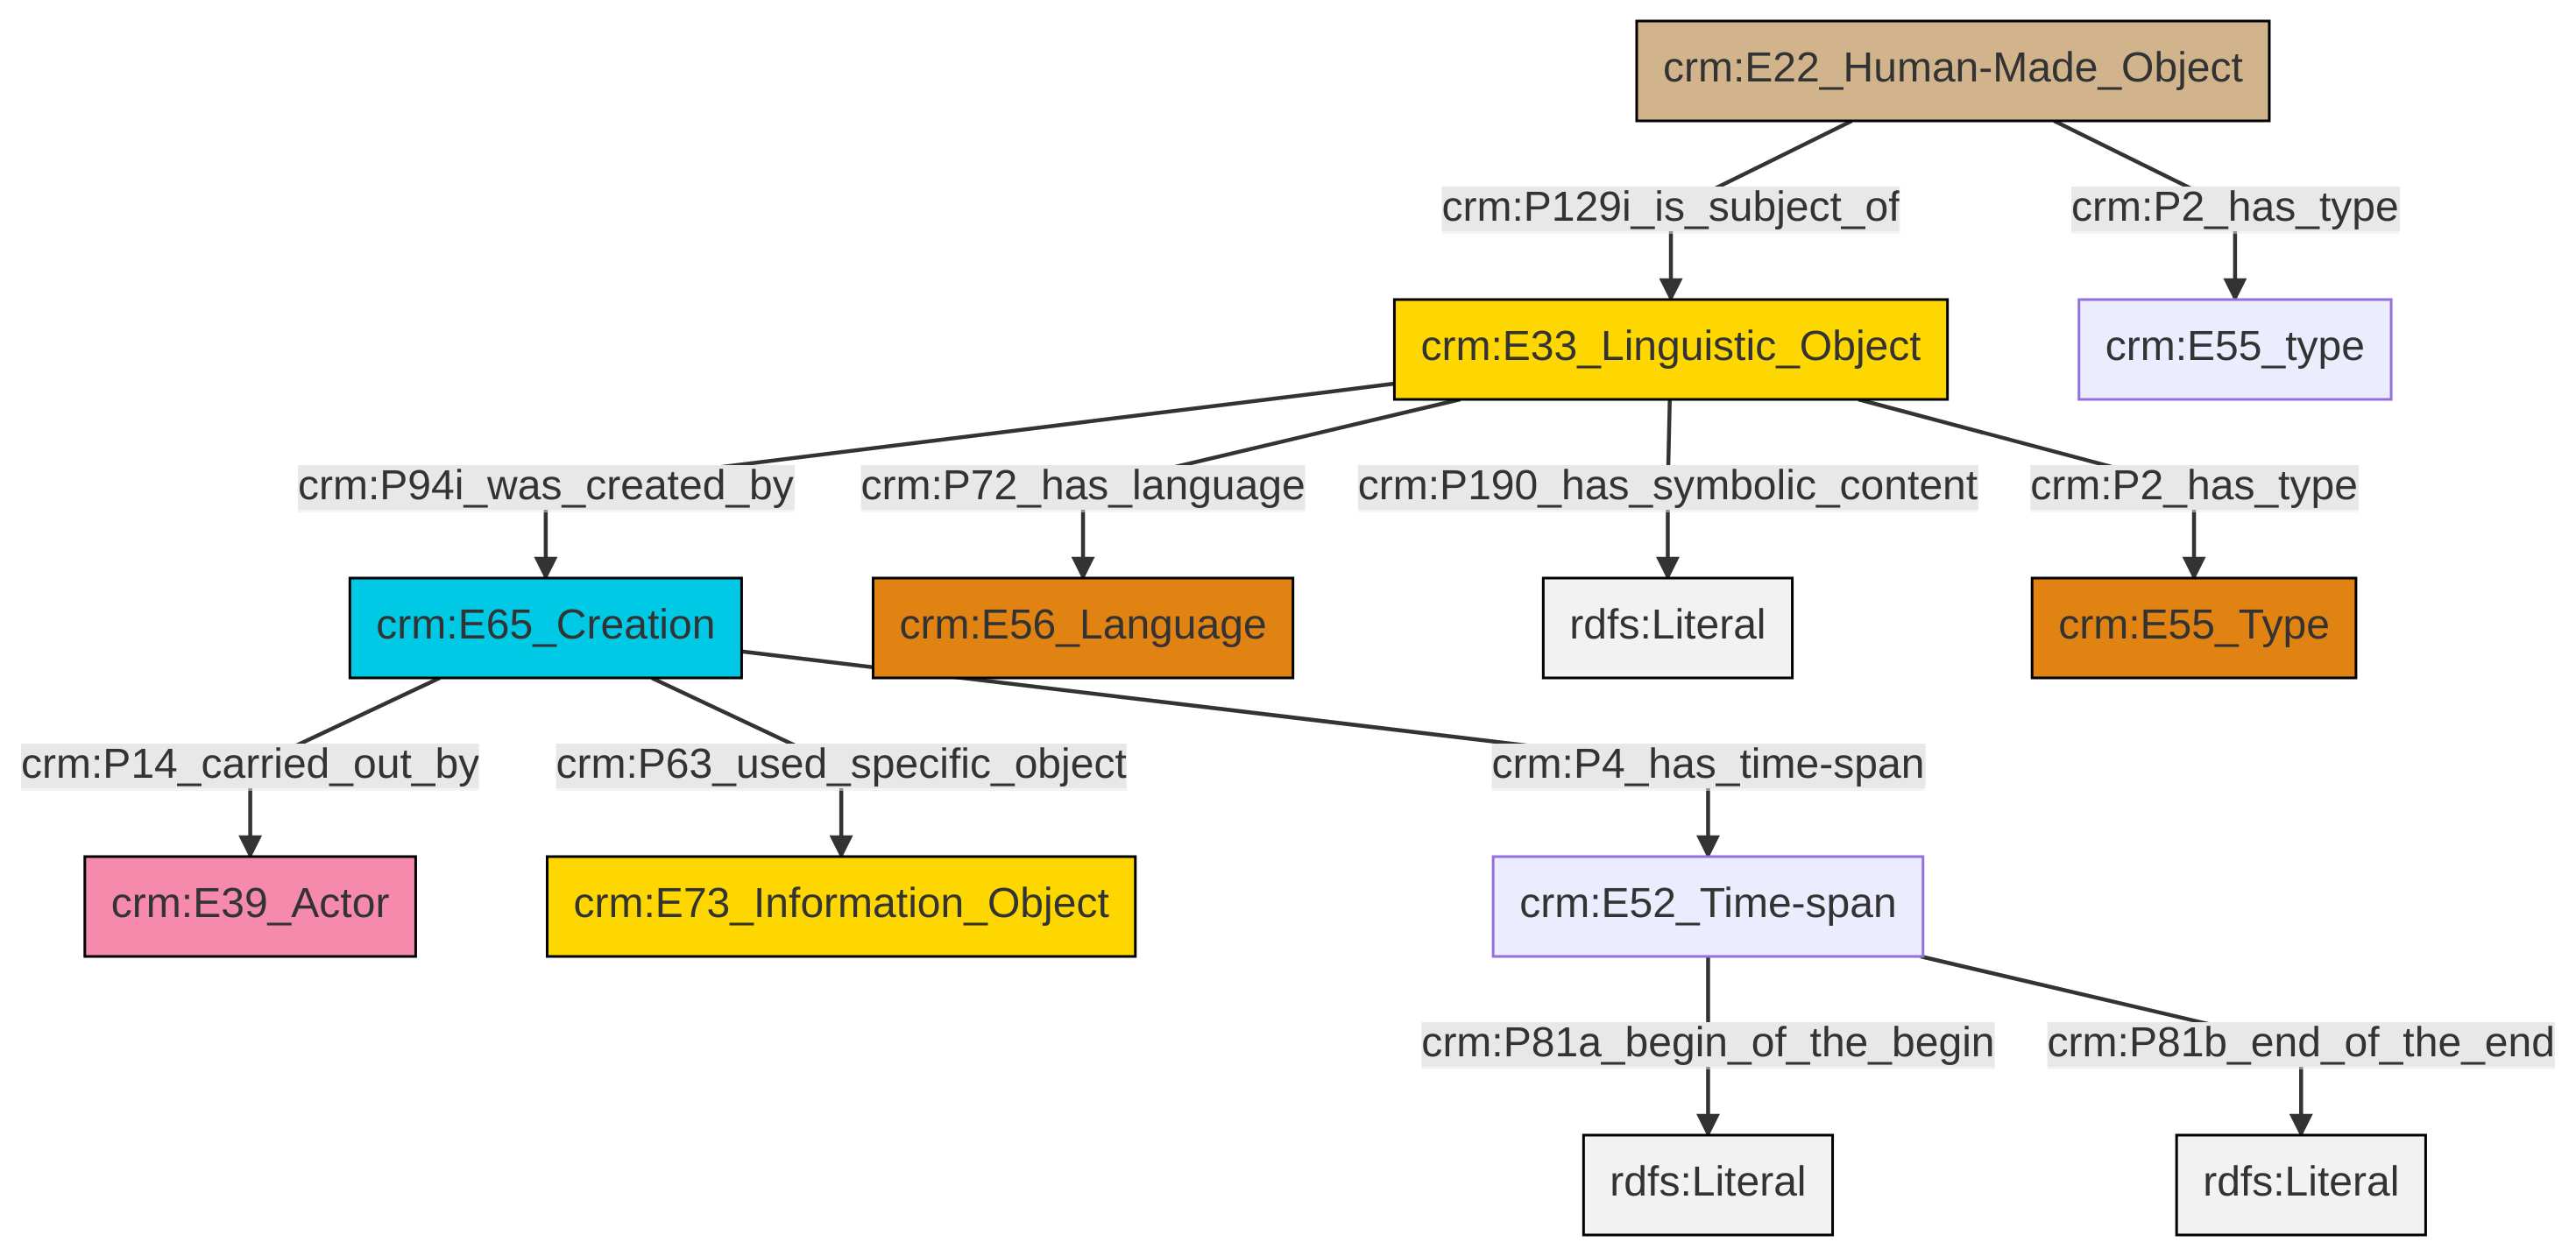 crm:E22_Human-Made_Object
crm:P129i_is_subject_of
crm:P2_has_type
crm:E33_Linguistic_Object
crm:E55_type
crm:P94i_was_created_by
crm:P72_has_language
crm:P190_has_symbolic_content
crm:P2_has_type
crm:E65_Creation
crm:E56_Language
rdfs:Literal
crm:E55_Type
crm:P14_carried_out_by
crm:P63_used_specific_object
crm:P4_has_time-span
crm:E39_Actor
crm:E73_Information_Object
crm:E52_Time-span
crm:P81a_begin_of_the_begin
crm:P81b_end_of_the_end
rdfs:Literal
rdfs:Literal